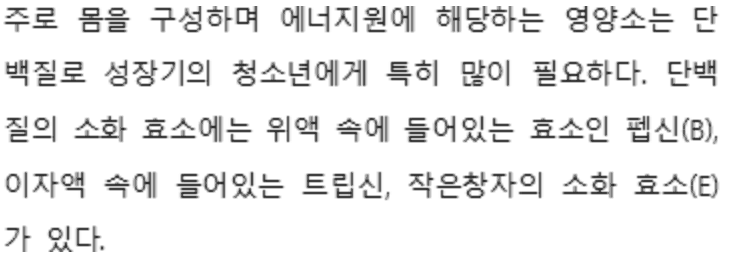 주로 몸을 구성하며 에너지원에 해당하는 영양소는 단
백질로 성장기의 청소년에게 특히 많이 필요하다. 단백
질의 소화 효소에는 위액 속에 들어있는 효소인 펩신(B),
이자액 속에 들어있는 트립신, 작은창자의 소화 효소(E)
가 있다.